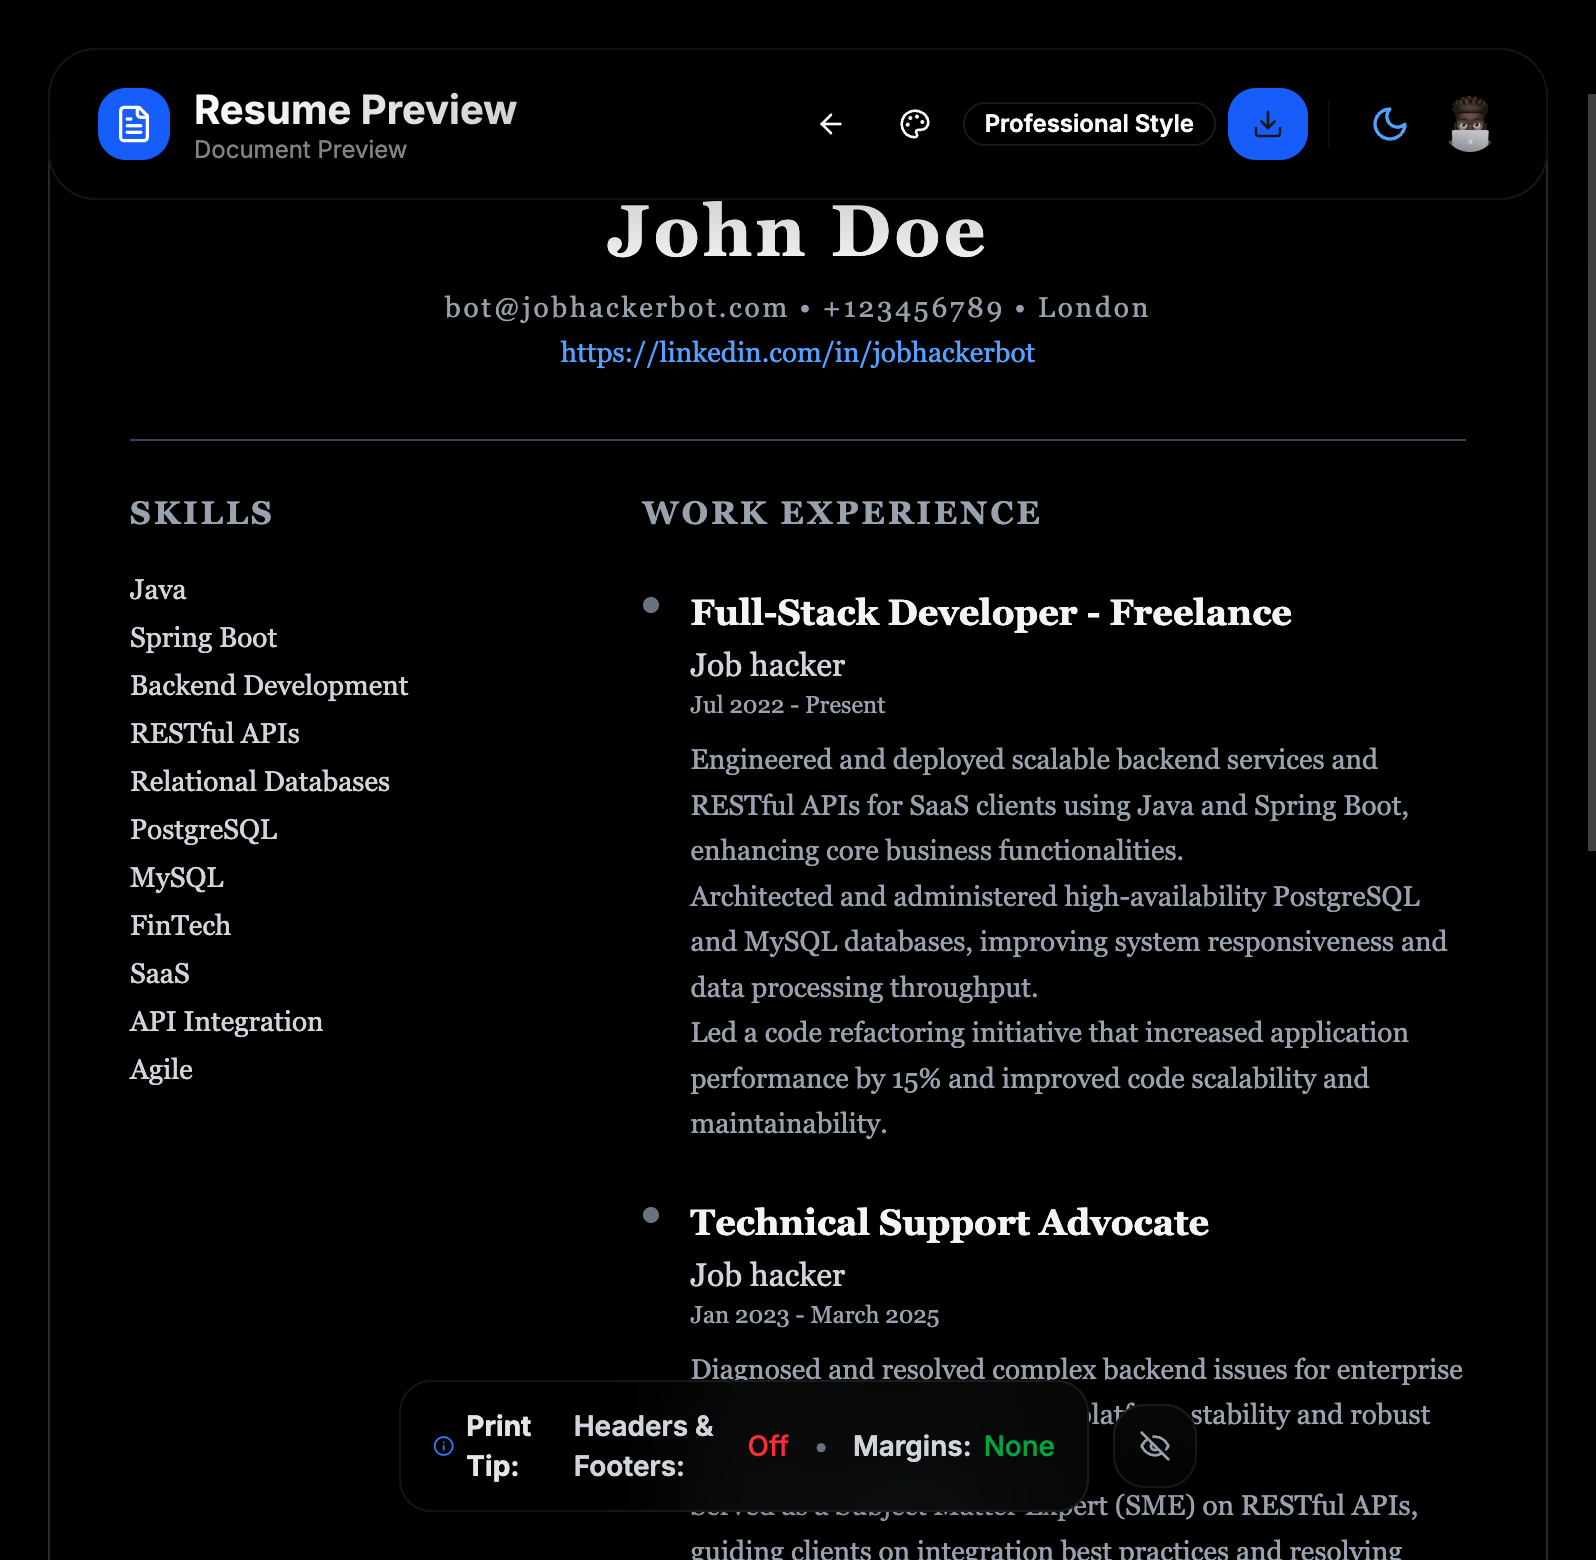 Resume Preview
Document Preview
Professional Style
John Doe
bot@jobhackerbot.com • +123456789 • London
https://linkedin.com/in/jobhackerbot
SKILLS
Java
Spring Boot
Backend Development
RESTful APIs
Relational Databases
PostgreSQL
MySQL
FinTech
SaaS
API Integration
Agile
WORK EXPERIENCE
Full-Stack Developer - Freelance
Job hacker
Jul 2022 - Present
Engineered and deployed scalable backend services and
RESTful APIs for SaaS clients using Java and Spring Boot,
enhancing core business functionalities.
Architected and administered high-availability PostgreSQL
and MySQL databases, improving system responsiveness and
data processing throughput.
Led a code refactoring initiative that increased application
performance by 15% and improved code scalability and
maintainability.
Technical Support Advocate
Job hacker
Jan 2023 - March 2025
Diagnosed and resolved complex backend issues for enterprise
stability and robust
Served as a Subject Matter Expert (SME) on RESTful APIs,
guiding clients on integration best practices and resolving
Print
Tip:
Headers &
Footers:
Off • Margins: None